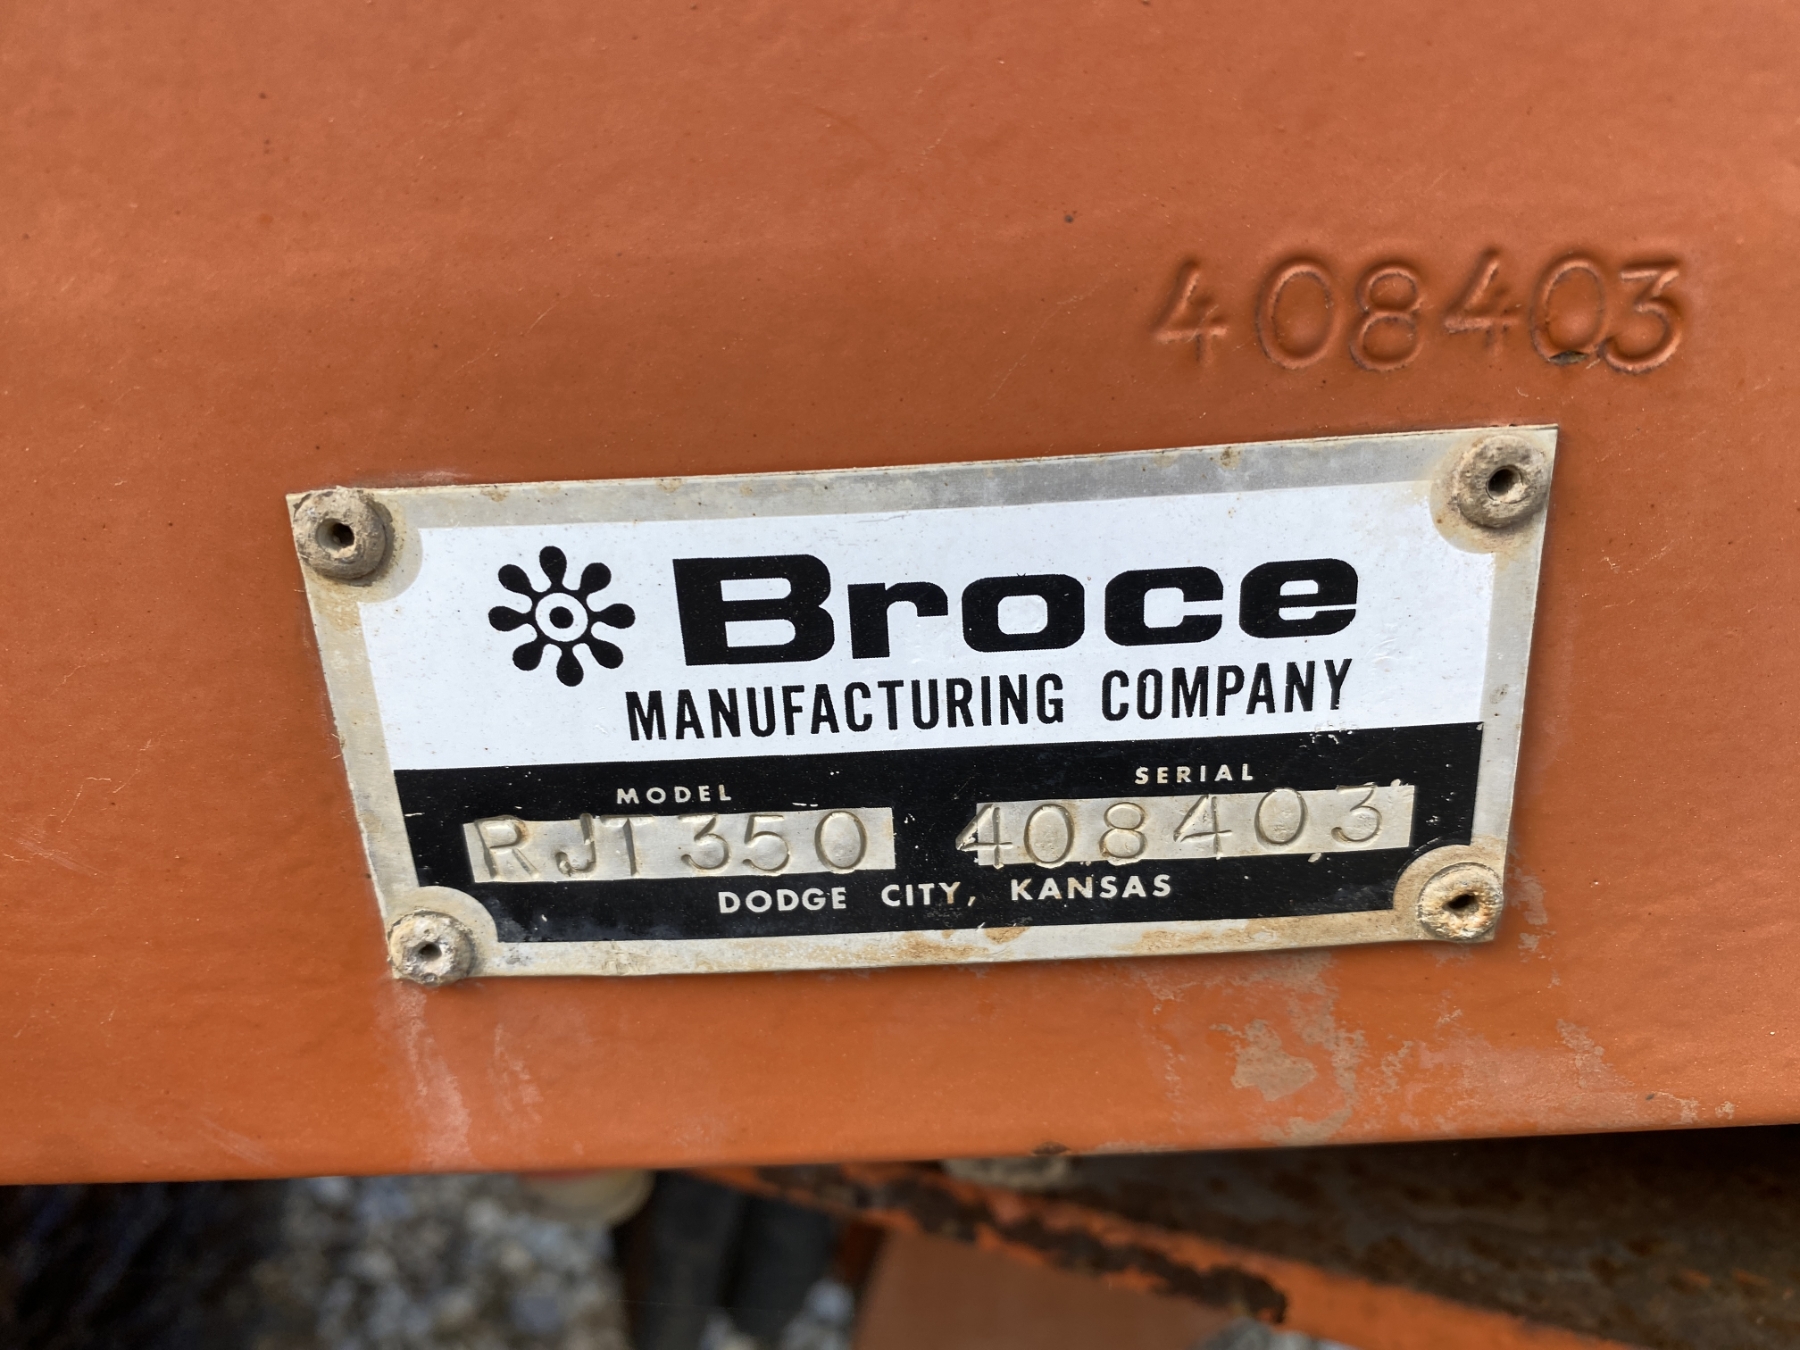 408403
Broce
MANUFACTURING COMPANY
MODEL SERIAL
RJT350 408403
DODGE CITY, KANSAS